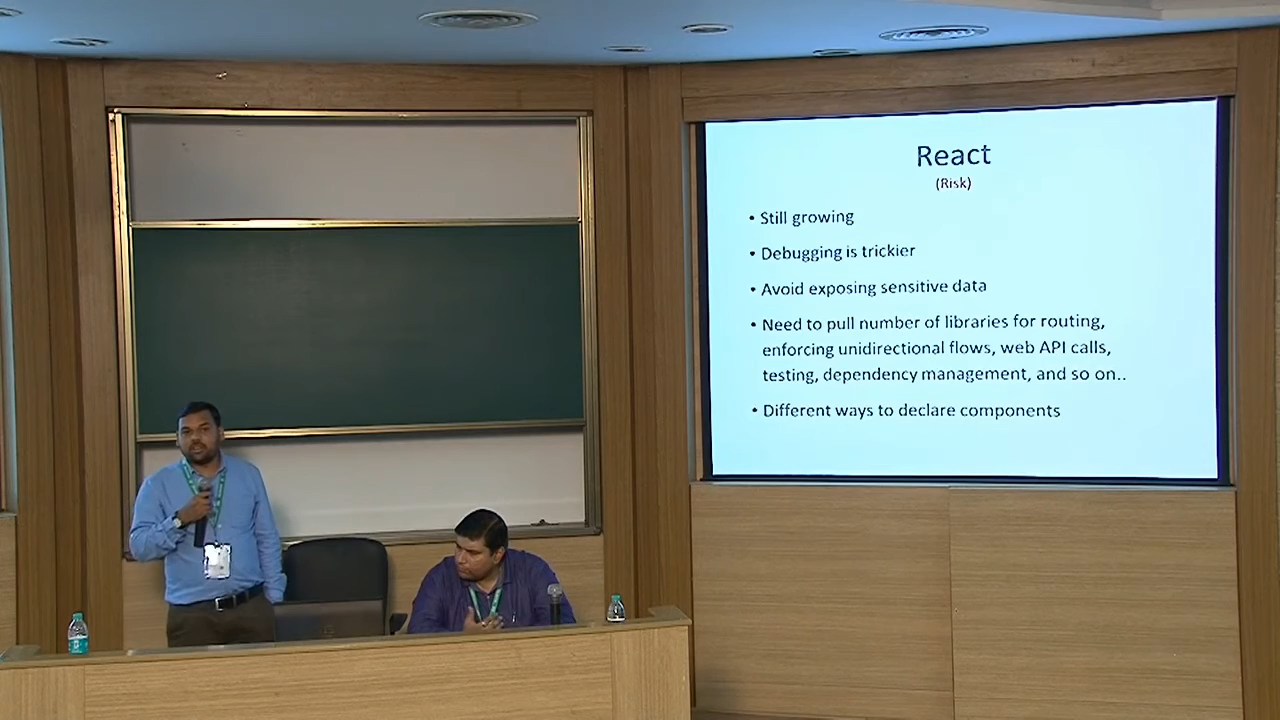 React
(Risk)
• Still growing
• Debugging is trickier
• Avoid exposing sensitive data
• Need to pull number of libraries for routing,
enforcing unidirectional flows, web API calls,
testing, dependency management, and so on..
• Different ways to declare components